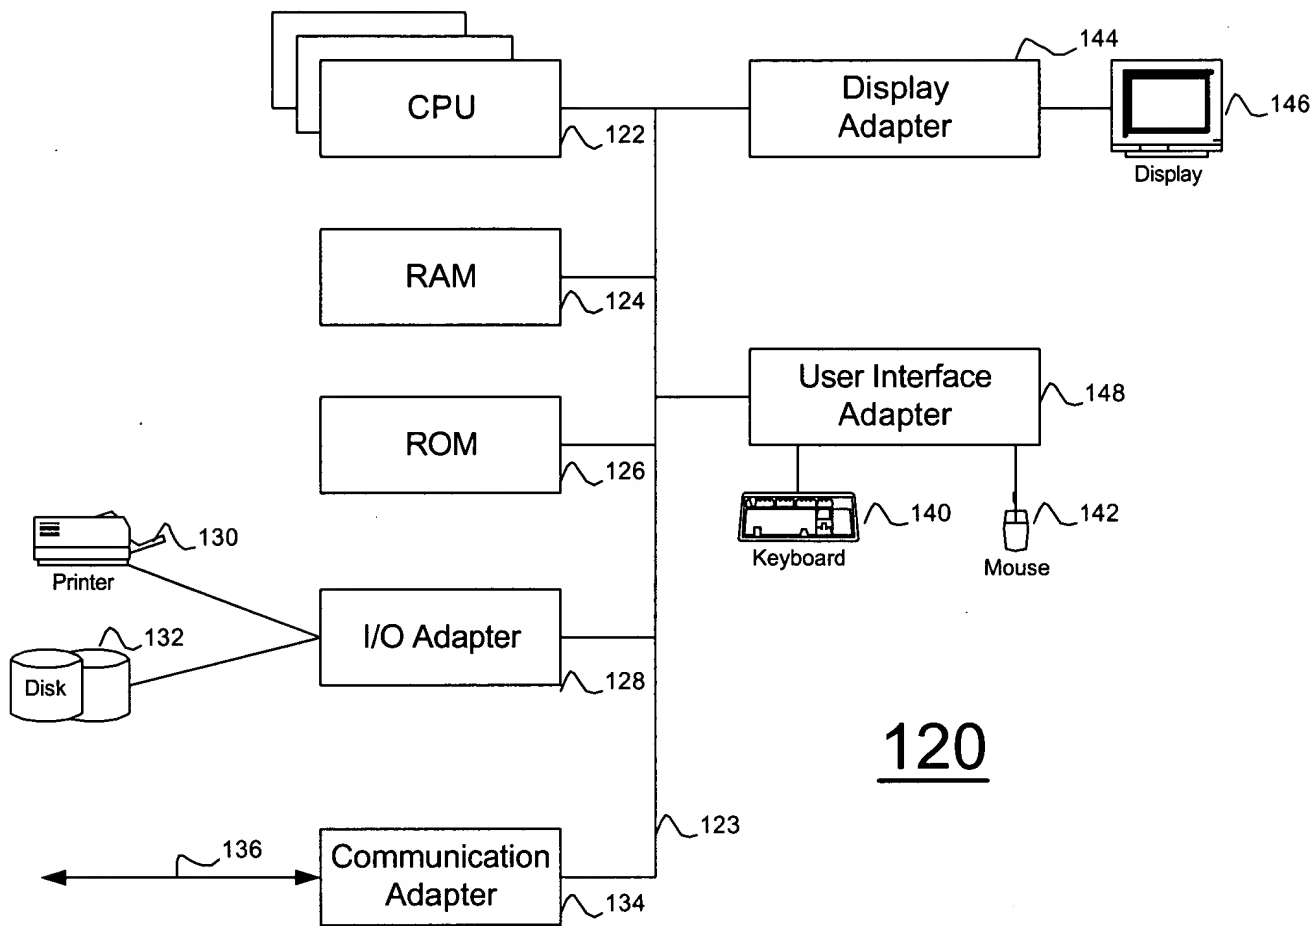 144
CPU
Display
Adapter
146
122
Display
RAM
124
User Interface
Adapter
148
ROM
126
140
142
130
Keyboard
Mouse
Printer
I/O Adapter
132
Disk
128
120
123
136
Communication
Adapter
134